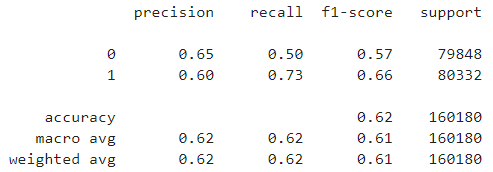 precision recall f1-score support
0 0.65 0.50 0.57 79848
1 0.60 0.73 0.66 80332
accuracy 0.62 160180
macro avg 0.62 0.62 0.61 160180
weighted avg 0.62 0.62 0.61 160180